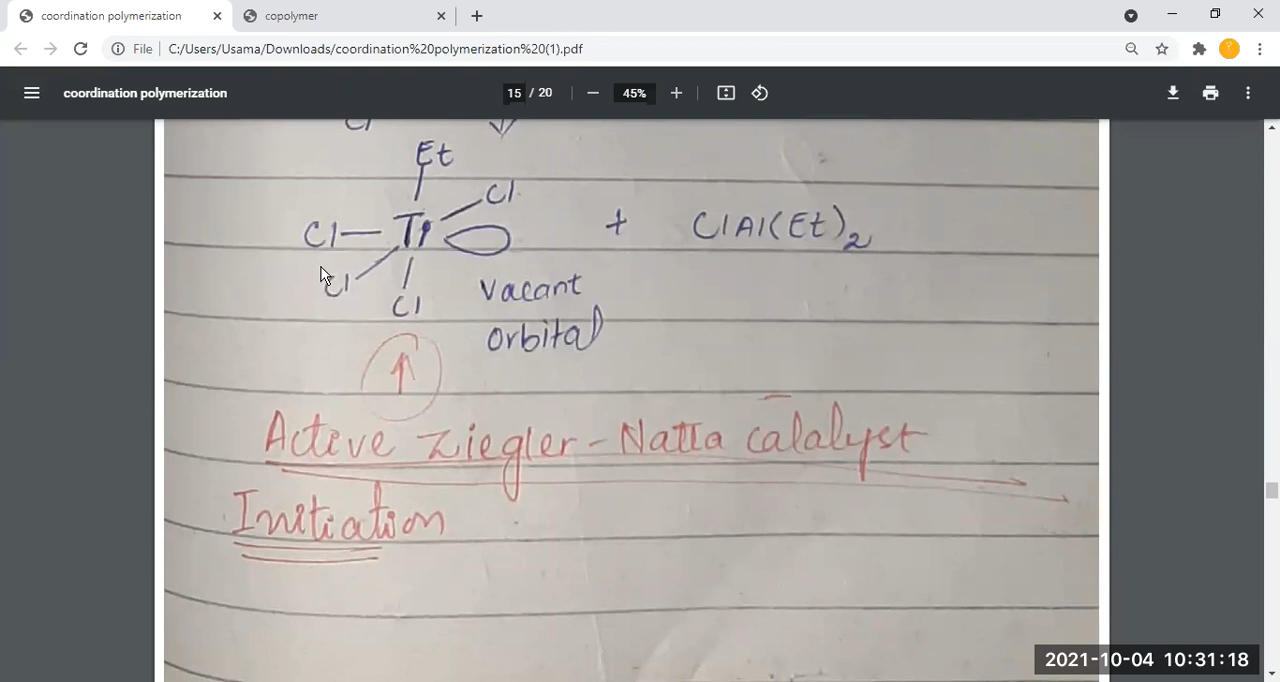 coordination polymerization
copolymer
File
C:/Users/Usama/Downloads/coordination%20polymerization%20(1).pdf
coordination polymerization
15 / 20
45%
Cl
Et
Cl
Cl
Ti
+ ClAl(Et)2
Cl
Cl
Vacant
orbital
Active Ziegler-Natta calalyst
Initiation
2021-10-04 10:31:18